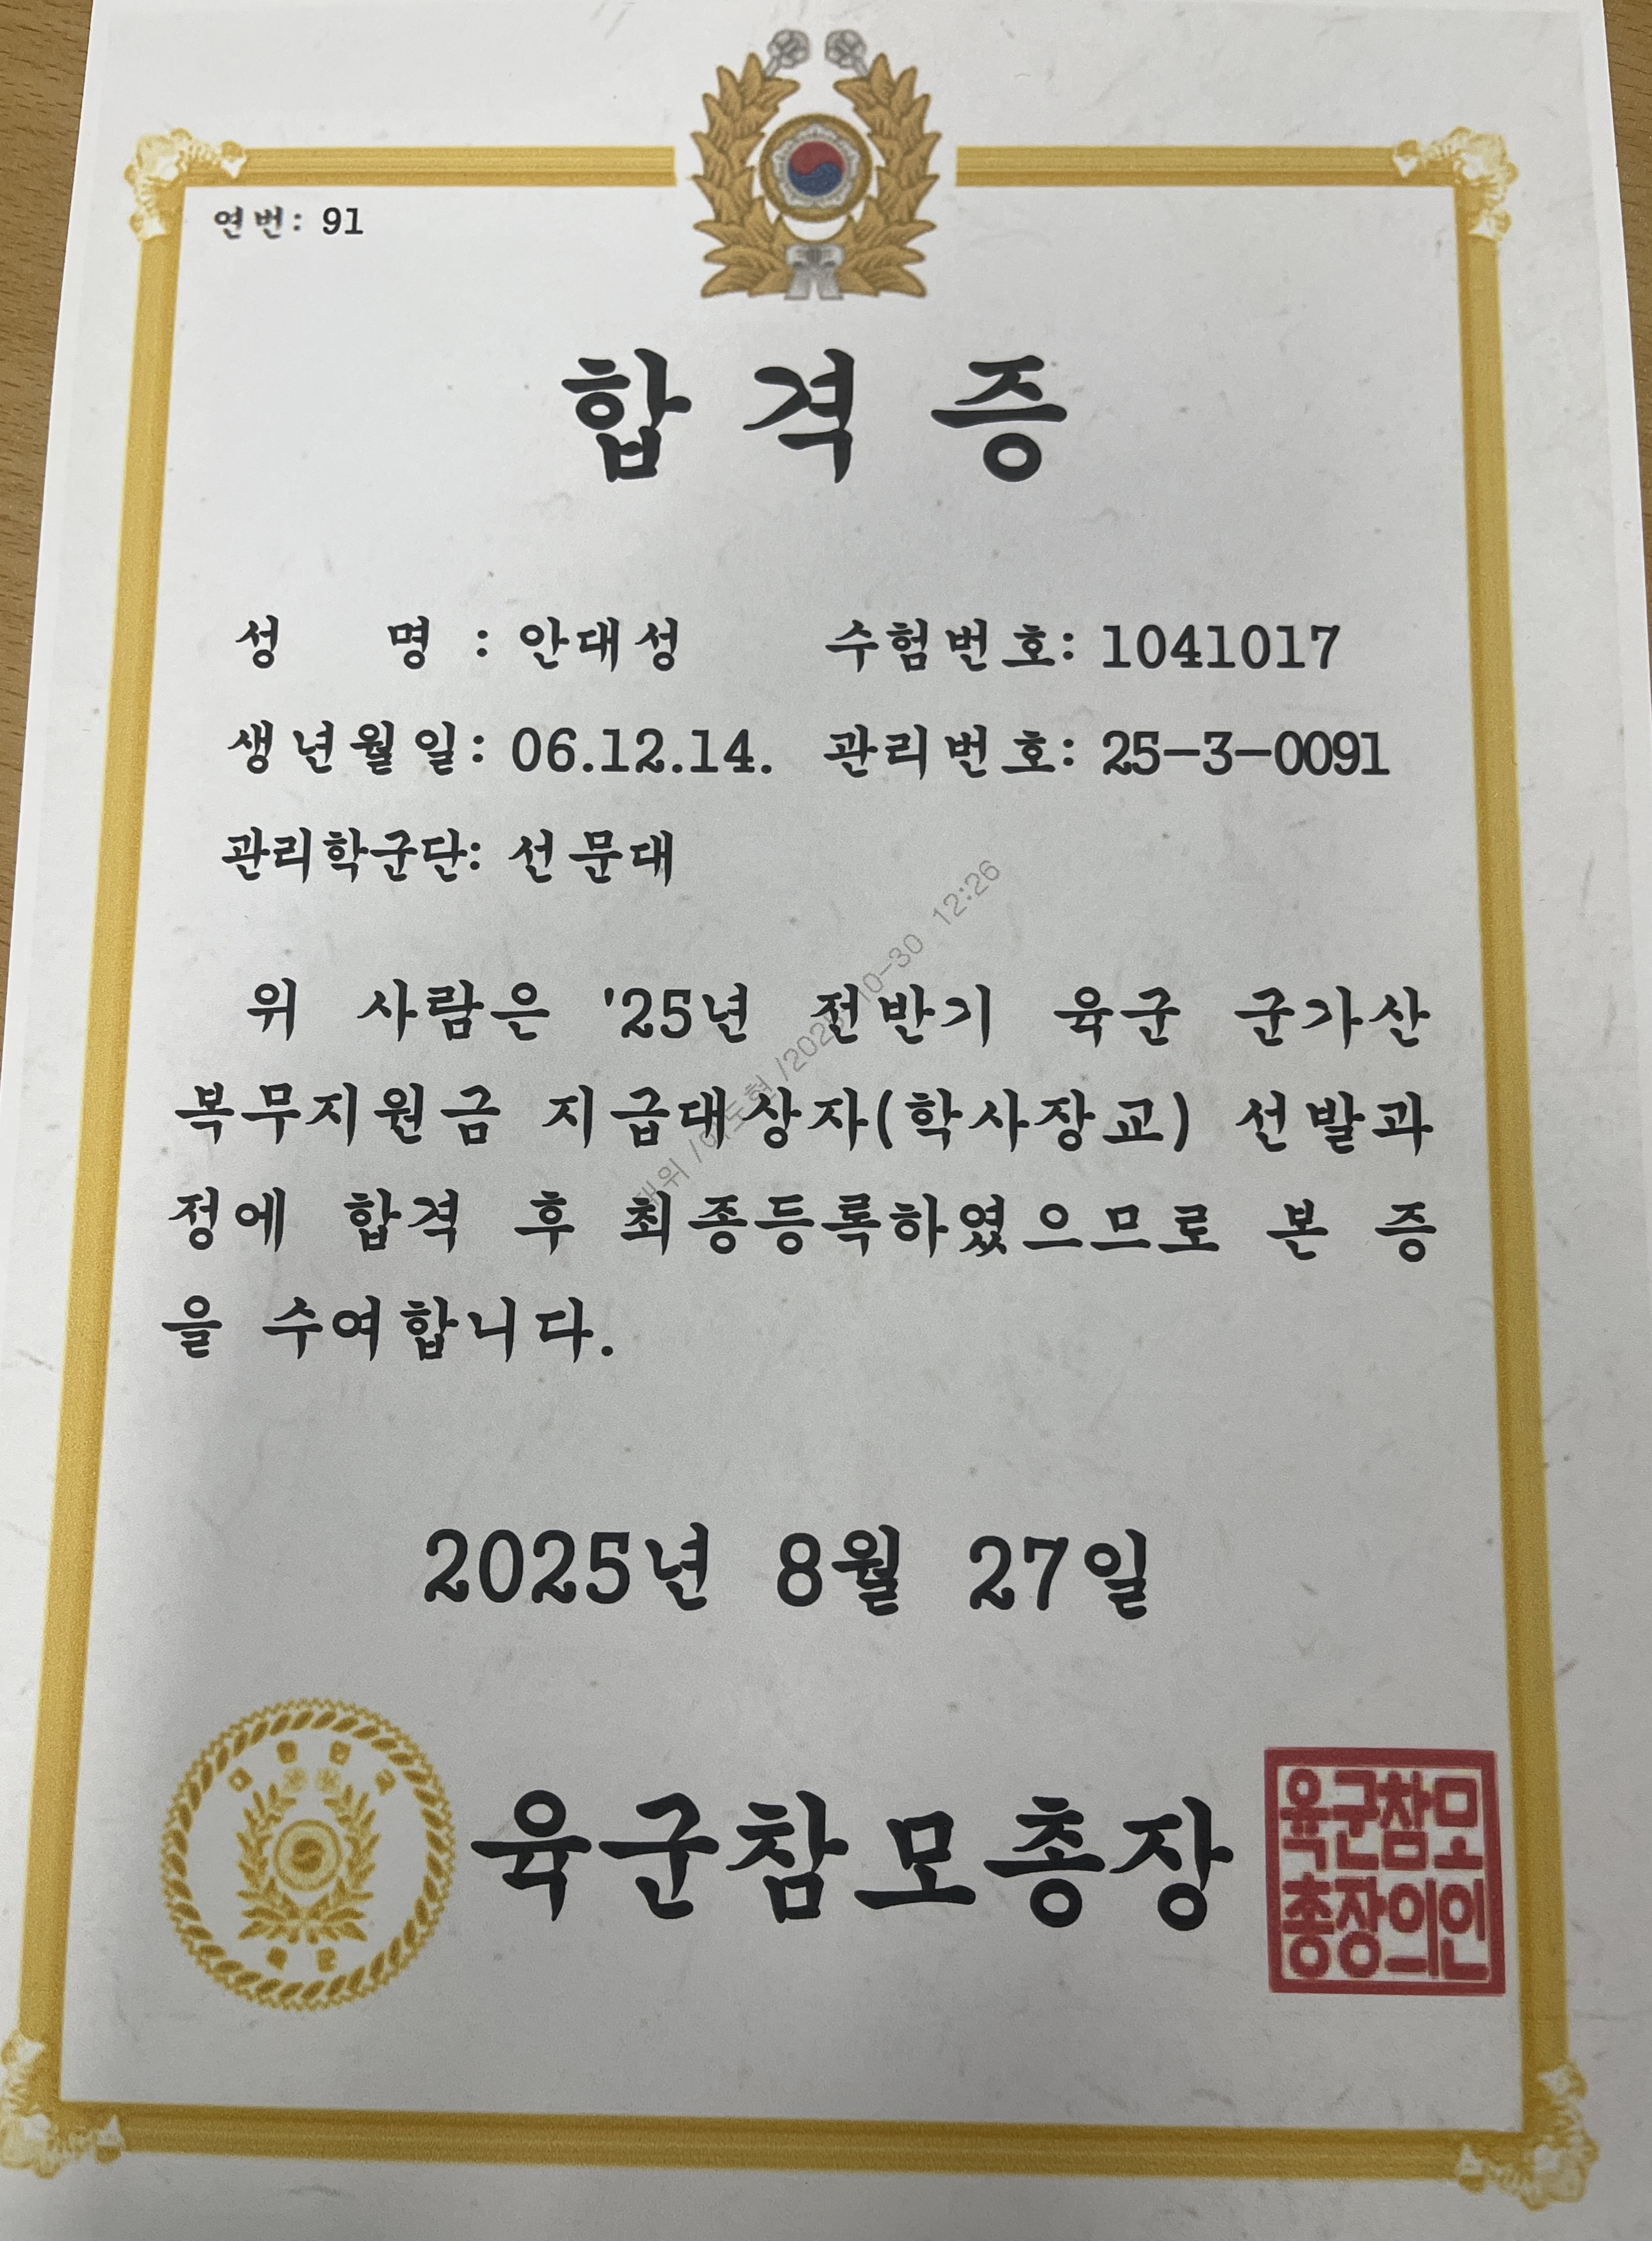 연번: 91
합 격 증
성 명 : 안대성 수험번호: 1041017
생년월일: 06.12.14. 관리번호: 25-3-0091
관리학군단: 선문대
위 사람은 '25년 전반기 육군 군가산
복무지원금 지급대상자(학사장교) 선발과
정에 합격 후 최종등록하였으므로 본 증
을 수여합니다.
10-30 12:26
2025년 8월 27일
육군참모총장
육군참모
총장의인
육군